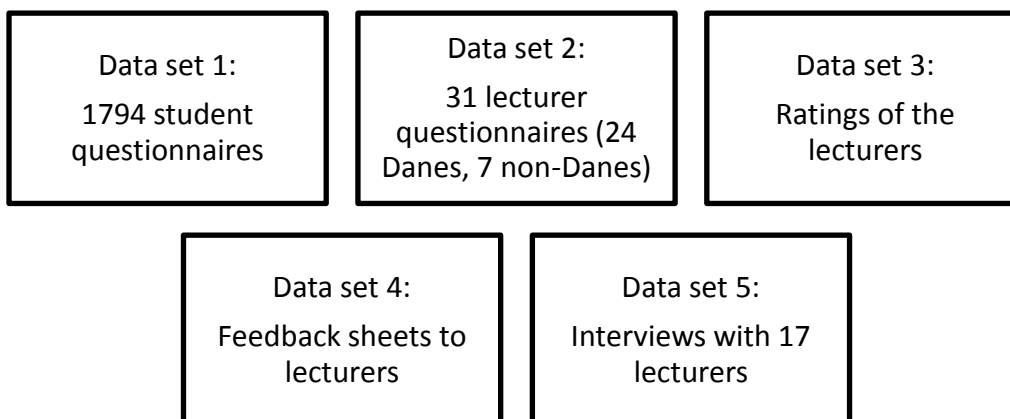 Data set 1:
1794 student
questionnaires
Data set 2:
31 lecturer
questionnaires (24
Danes, 7 non-Danes)
Data set 3:
Ratings of the
lecturers
Data set 4:
Feedback sheets to
lecturers
Data set 5:
Interviews with 17
lecturers